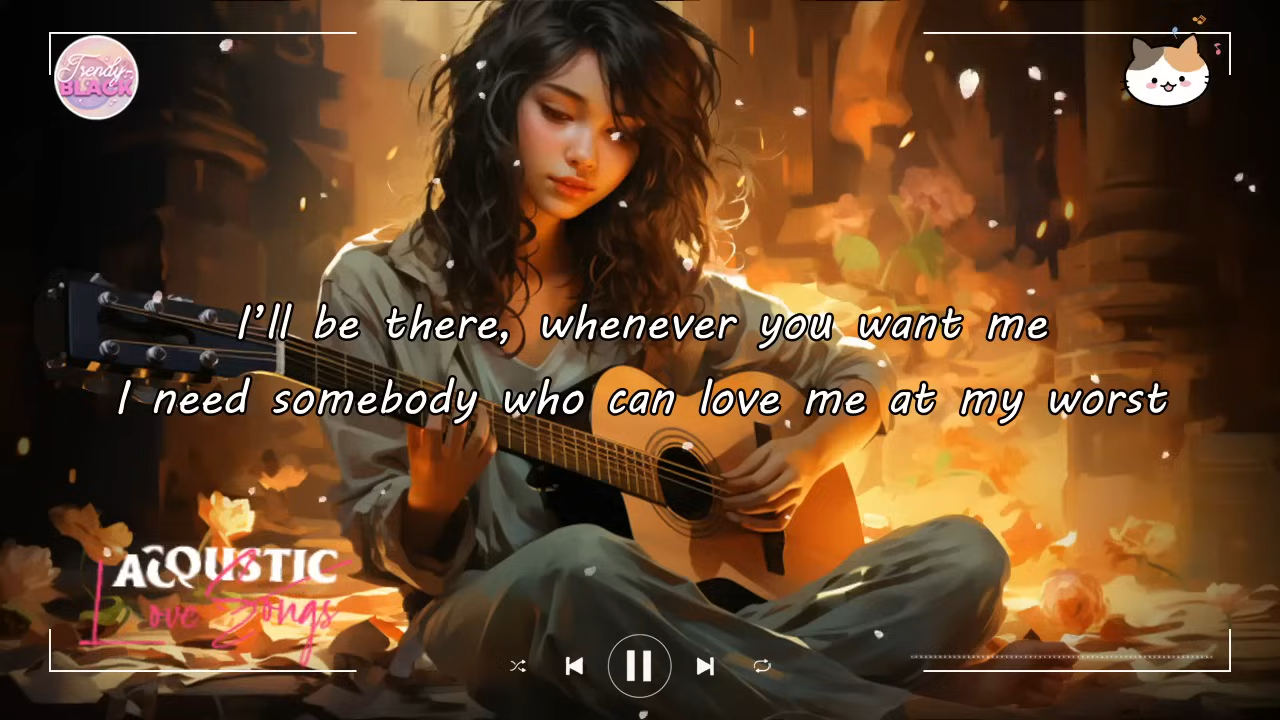 Trendy
BLACK
I'll be there, whenever you want me
I need somebody who can love me at my worst
ACOUSTIC
Love Songs